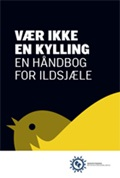 VÆR IKKE
EN KYLLING
EN HÅNDBOG
FOR ILDSJÆLE